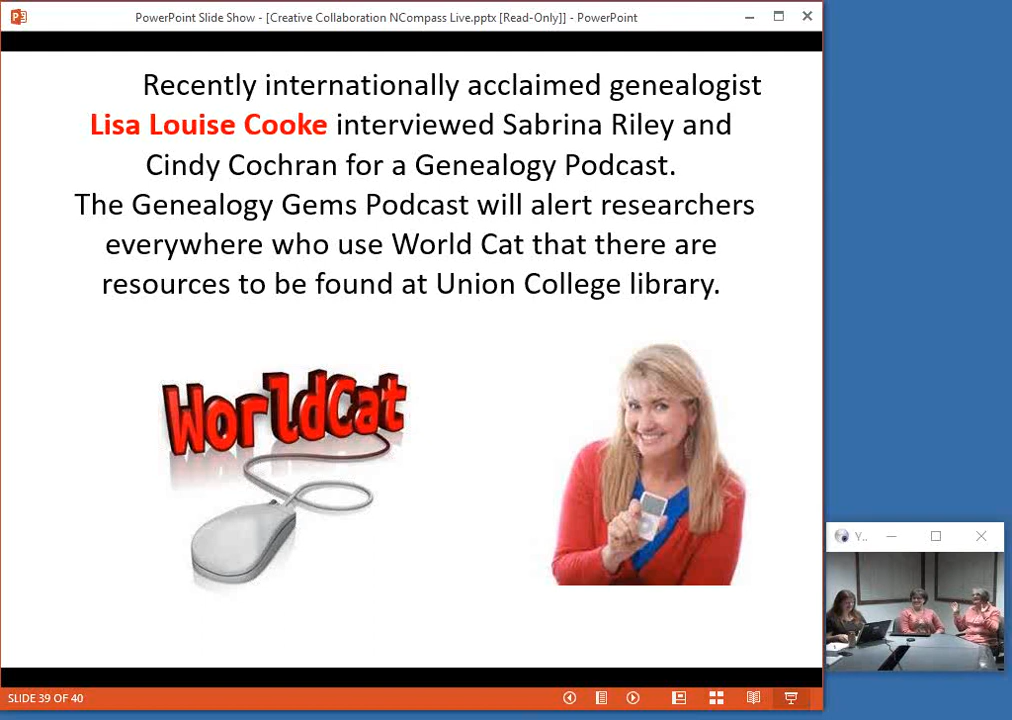 PowerPoint Slide Show - [Creative Collaboration NCompass Live.pptx [Read-Only]] - PowerPoint
Recently internationally acclaimed genealogist
Lisa Louise Cooke interviewed Sabrina Riley and
Cindy Cochran for a Genealogy Podcast.
The Genealogy Gems Podcast will alert researchers
everywhere who use World Cat that there are
resources to be found at Union College library.
WorldCat
Y..
SLIDE 39 OF 40